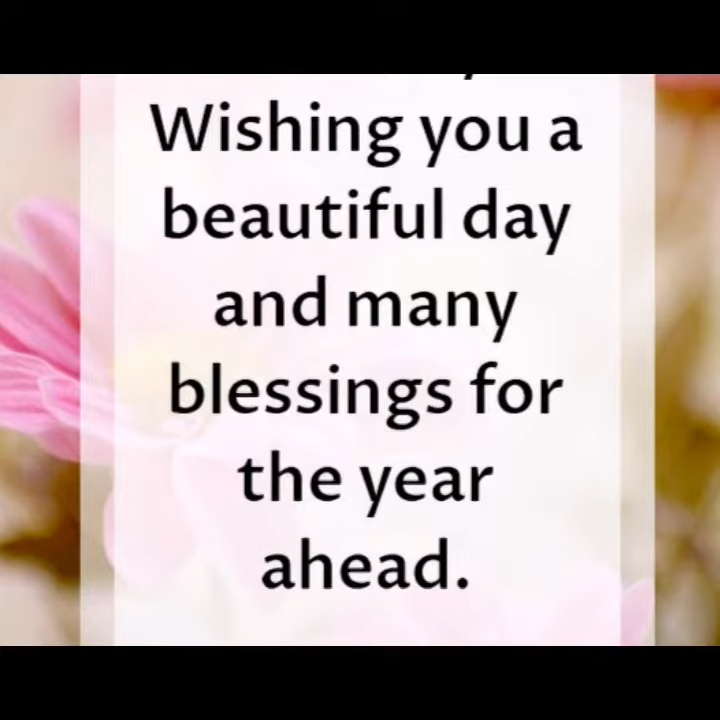 Wishing you a
beautiful day
and many
blessings for
the year
ahead.